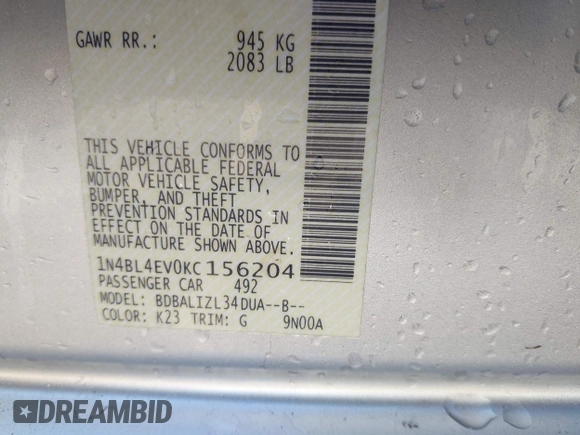 GAWR RR.: 945 KG
2083 LB
THIS VEHICLE CONFORMS TO
ALL APPLICABLE FEDERAL
MOTOR VEHICLE SAFETY,
BUMPER, AND THEFT
PREVENTION STANDARDS IN
EFFECT ON THE DATE OF
MANUFACTURE SHOWN ABOVE.
1N4BL4EV0KC156204
PASSENGER CAR 492
MODEL: BDBALIZL34DUA--B--
COLOR: K23 TRIM: G 9N00A
DREAMBID